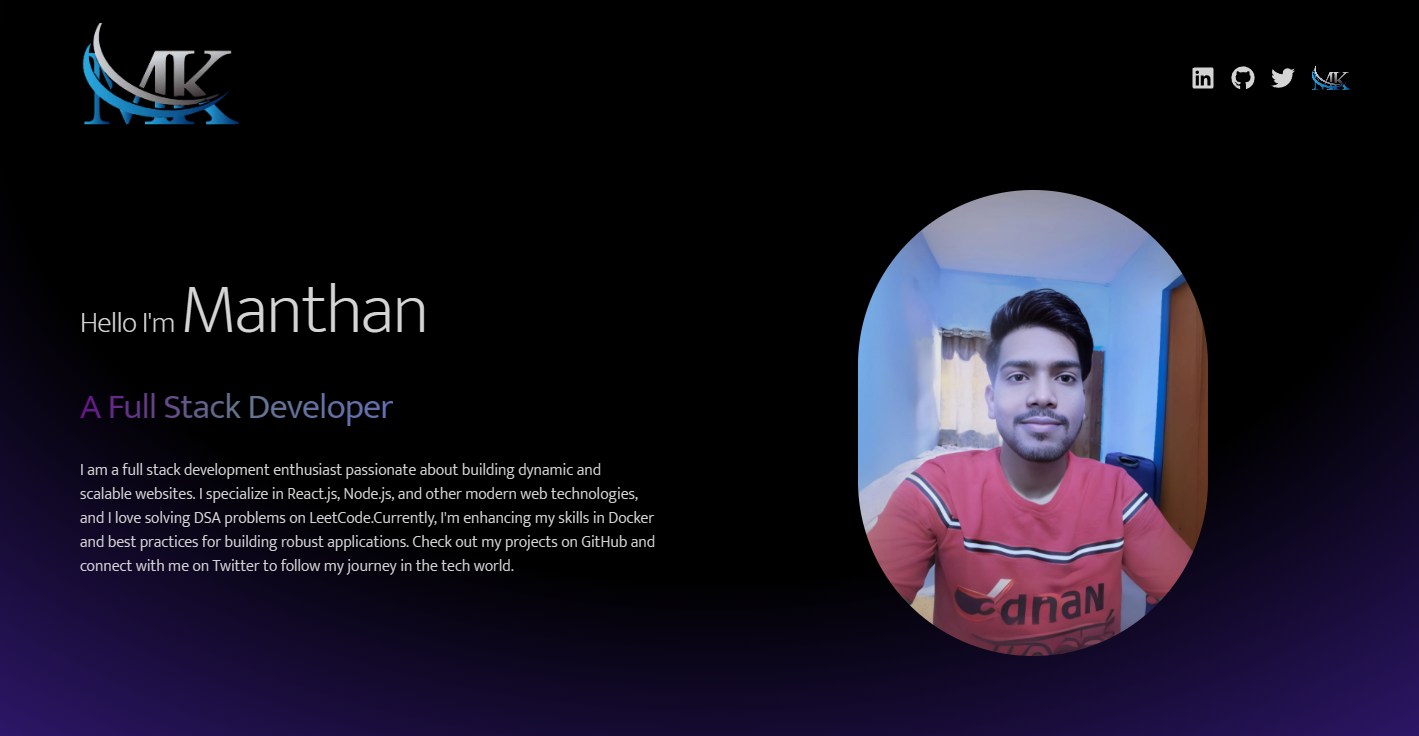 MK
in
MK
Hello I'm Manthan
A Full Stack Developer
I am a full stack development enthusiast passionate about building dynamic and
scalable websites. I specialize in React.js, Node.js, and other modern web technologies,
and I love solving DSA problems on LeetCode.Currently, I'm enhancing my skills in Docker
and best practices for building robust applications. Check out my projects on GitHub and
connect with me on Twitter to follow my journey in the tech world.